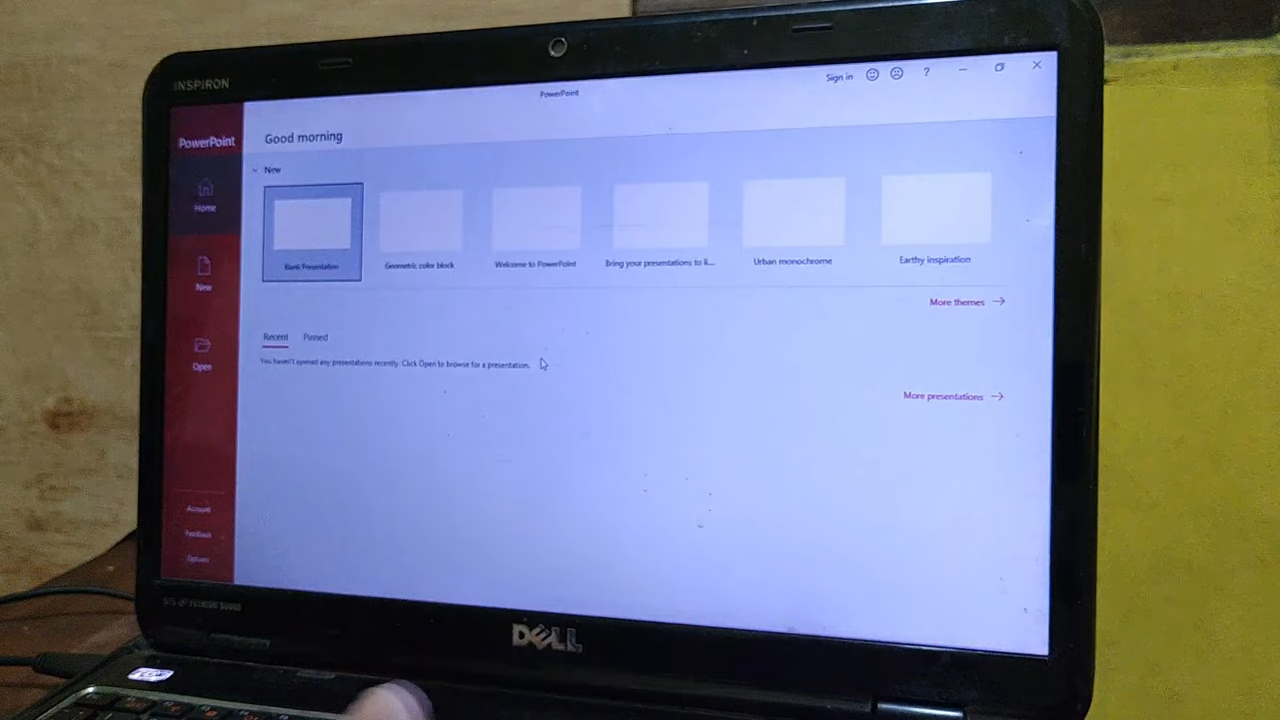 INSPIRON
Sign in
?
PowerPoint
PowerPoint
Good morning
New
Home
Blank Presentation
Geometric color block
Welcome to PowerPoint
Bring your presentations to li...
Urban monochrome
Earthy inspiration
New
More themes
Recent Pinned
Open
You haven't opened any presentations recently. Click Open to browse for a presentation.
More presentations
Account
Feedback
Options
DELL